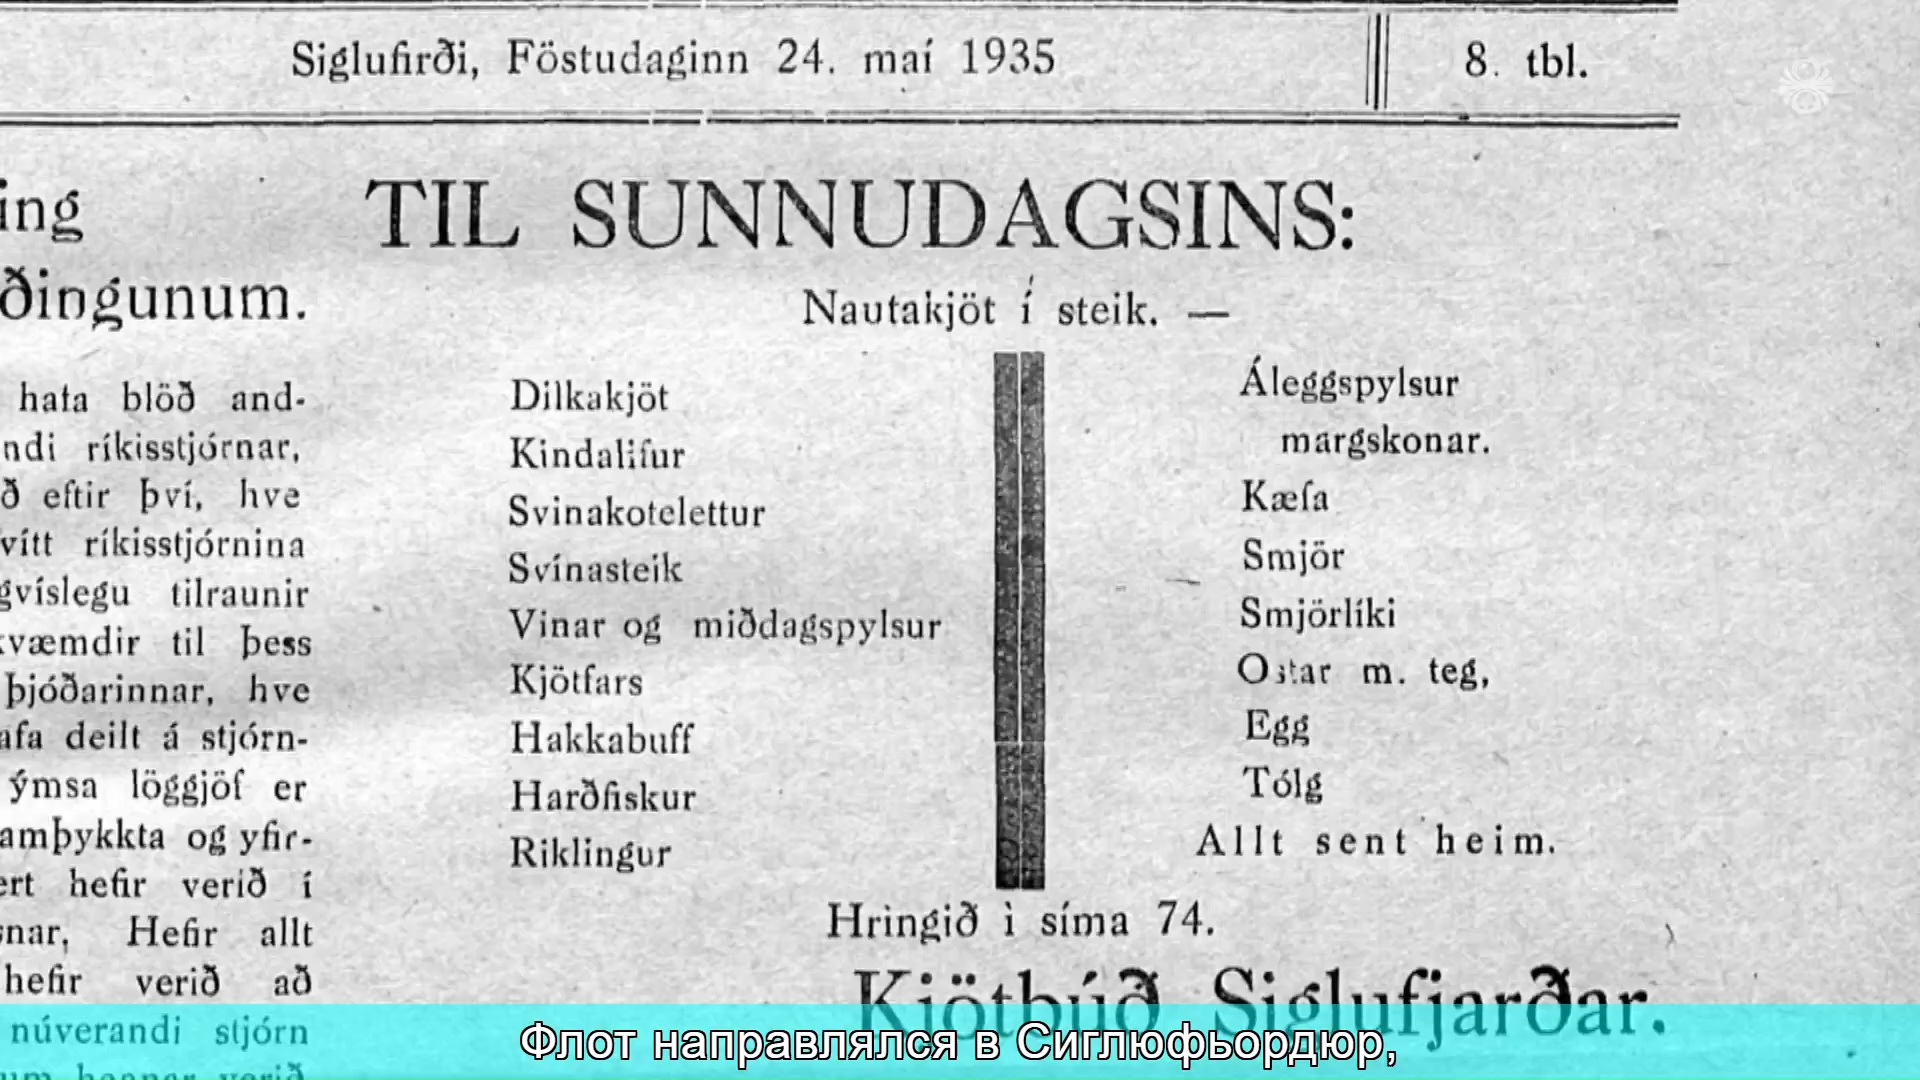 Siglufirði, Föstudaginn 24. maí 1935
8. tbl.
ing
ðingunum.
hafa blöð and-
ndi ríkisstjórnar,
ð eftir því, hve
vítt ríkisstjórnina
gvíslegu tilraunir
kvæmdir til þess
þjóðarinnar, hve
afa deilt á stjórn-
ýmsa löggjöf er
amþykkta og yfir-
ert hefir verið í
snar, Hefir allt
hefir verið að
núverandi stjórn
TIL SUNNUDAGSINS:
Nautakjöt í steik. —
Dilkakjöt
Kindalifur
Svinakotelettur
Svínasteik
Vinar og miðdagspylsur
Kjötfars
Hakkabuff
Harðfiskur
Riklingur
Áleggspylsur
margskonar.
Kæfa
Smjör
Smjörlíki
Ostar m. teg,
Egg
Tólg
Allt sent heim.
Hringið ì síma 74.
Kjötbúð Siglufjarðar.
Флот направлялся в Сиглюфьордюр,